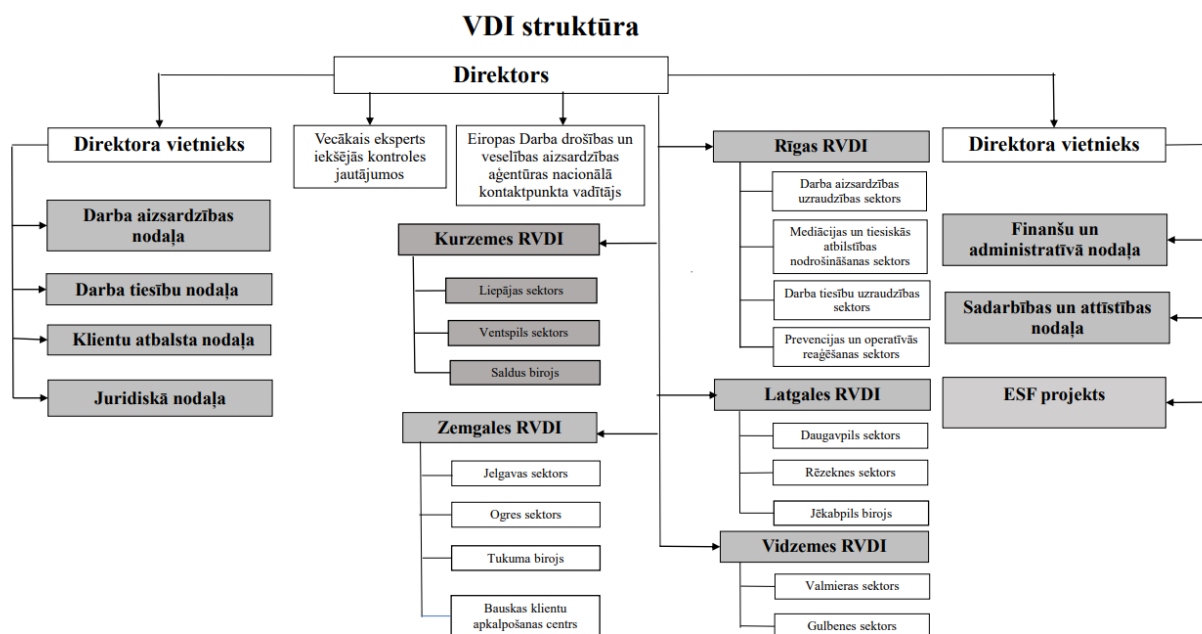 VDI struktūra
Direktors
Direktora vietnieks
Darba aizsardzības
nodaļa
Darba tiesību nodaļa
Klientu atbalsta nodaļa
Juridiskā nodaļa
Vecākais eksperts
iekšējās kontroles
jautājumos
Eiropas Darba drošības un
veselības aizsardzības
aģentūras nacionālā
kontaktpunkta vadītājs
Kurzemes RVDI
Liepājas sektors
Ventspils sektors
Saldus birojs
Zemgales RVDI
Jelgavas sektors
Ogres sektors
Tukuma birojs
Bauskas klientu
apkalpošanas centrs
Rīgas RVDI
Darba aizsardzības
uzraudzības sektors
Mediācijas un tiesiskās
atbilstības
nodrošināšanas sektors
Darba tiesību uzraudzības
sektors
Prevencijas un operatīvās
reaģēšanas sektors
Latgales RVDI
Daugavpils sektors
Rēzeknes sektors
Jēkabpils birojs
Vidzemes RVDI
Valmieras sektors
Gulbenes sektors
Direktora vietnieks
Finanšu un
administratīvā nodaļa
Sadarbības un attīstības
nodaļa
ESF projekts